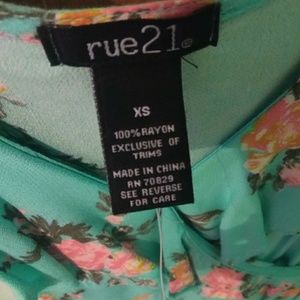 rue21®
XS
100% RAYON
EXCLUSIVE OF
TRIMS
MADE IN CHINA
RN 70829
SEE REVERSE
FOR CARE